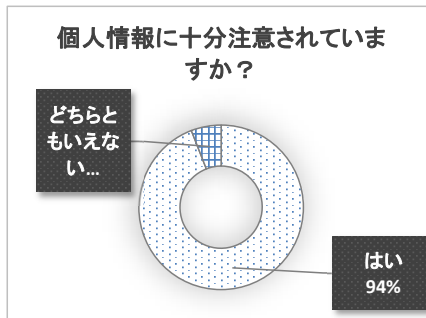 個人情報に十分注意されていま
すか？
どちらと
もいえな
い...
はい
94%